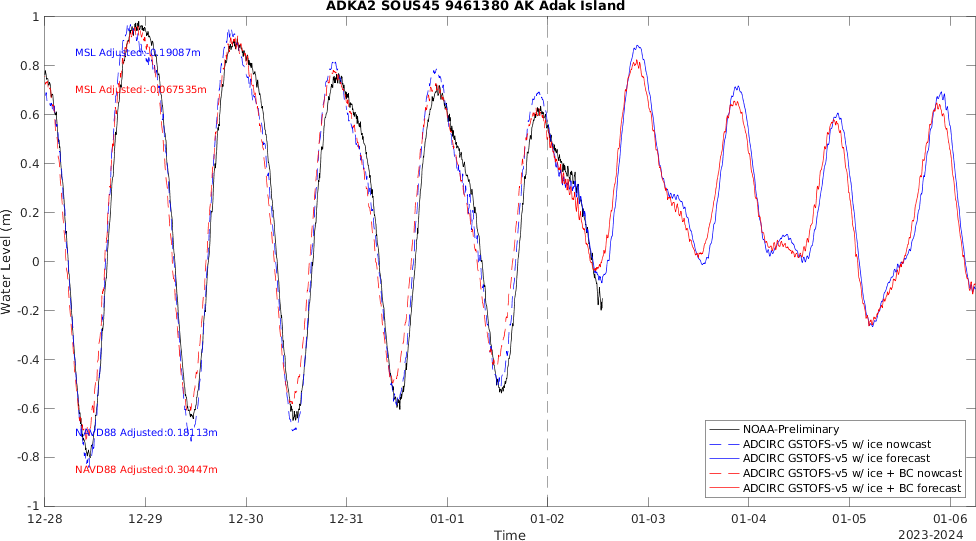 ADKA2 SOUS45 9461380 AK Adak Island
MSL Adjusted:-0.19087m
MSL Adjusted:-0.067535m
NAVD88 Adjusted:0.18113m
NAVD88 Adjusted:0.30447m
Water Level (m)
1
0.8
0.6
0.4
0.2
0
-0.2
-0.4
-0.6
-0.8
-1
12-28 12-29 12-30 12-31 01-01 01-02 01-03 01-04 01-05 01-06
Time
2023-2024
NOAA-Preliminary
ADCIRC GSTOFS-v5 w/ ice nowcast
ADCIRC GSTOFS-v5 w/ ice forecast
ADCIRC GSTOFS-v5 w/ ice + BC nowcast
ADCIRC GSTOFS-v5 w/ ice + BC forecast